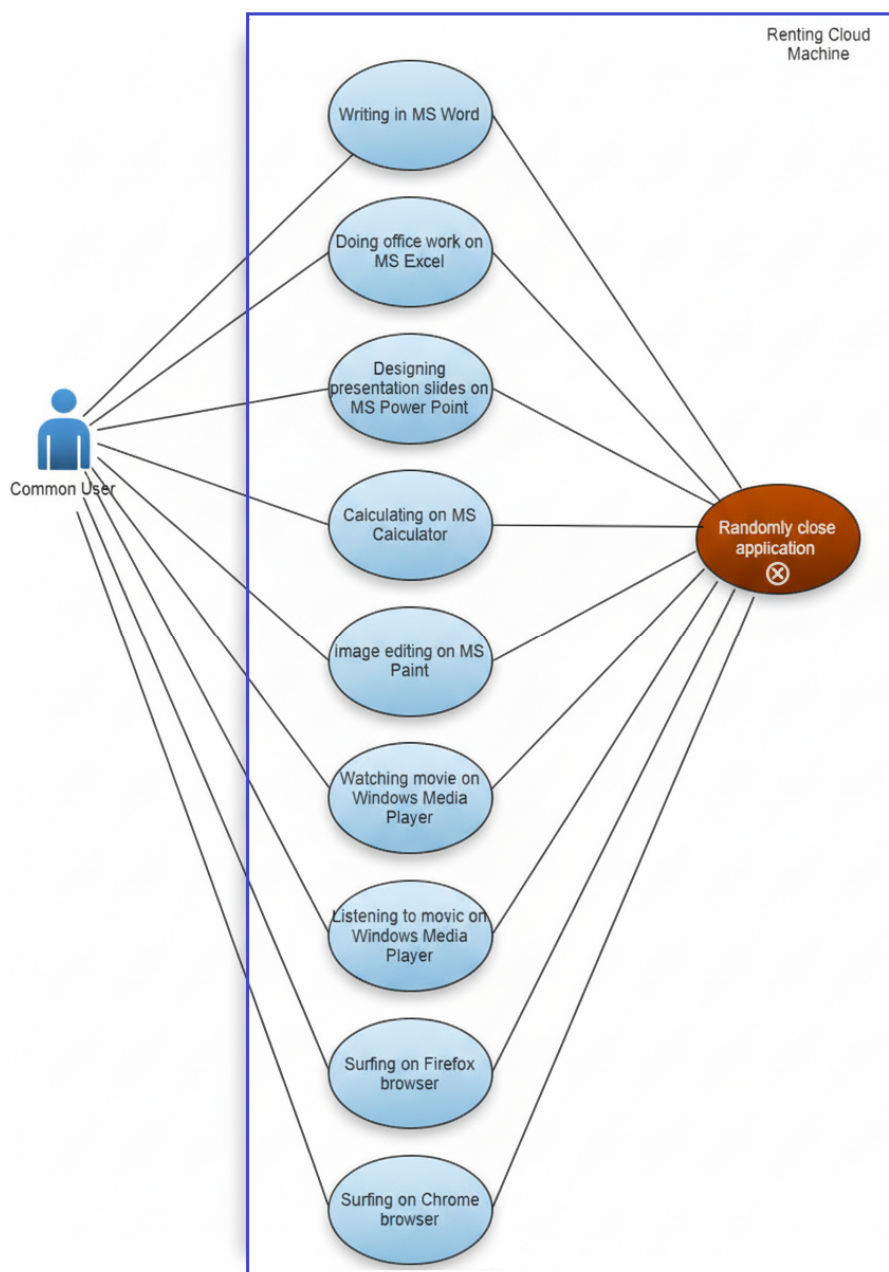 Renting Cloud
Machine
Writing in MS Word
Doing office work on
MS Excel
Designing
presentation slides on
MS Power Point
Common User
Calculating on MS
Calculator
Randomly close
application
image editing on MS
Paint
Watching movie on
Windows Media
Player
Listening to movic on
Windows Media
Player
Surfing on Firefox
browser
Surfing on Chrome
browser